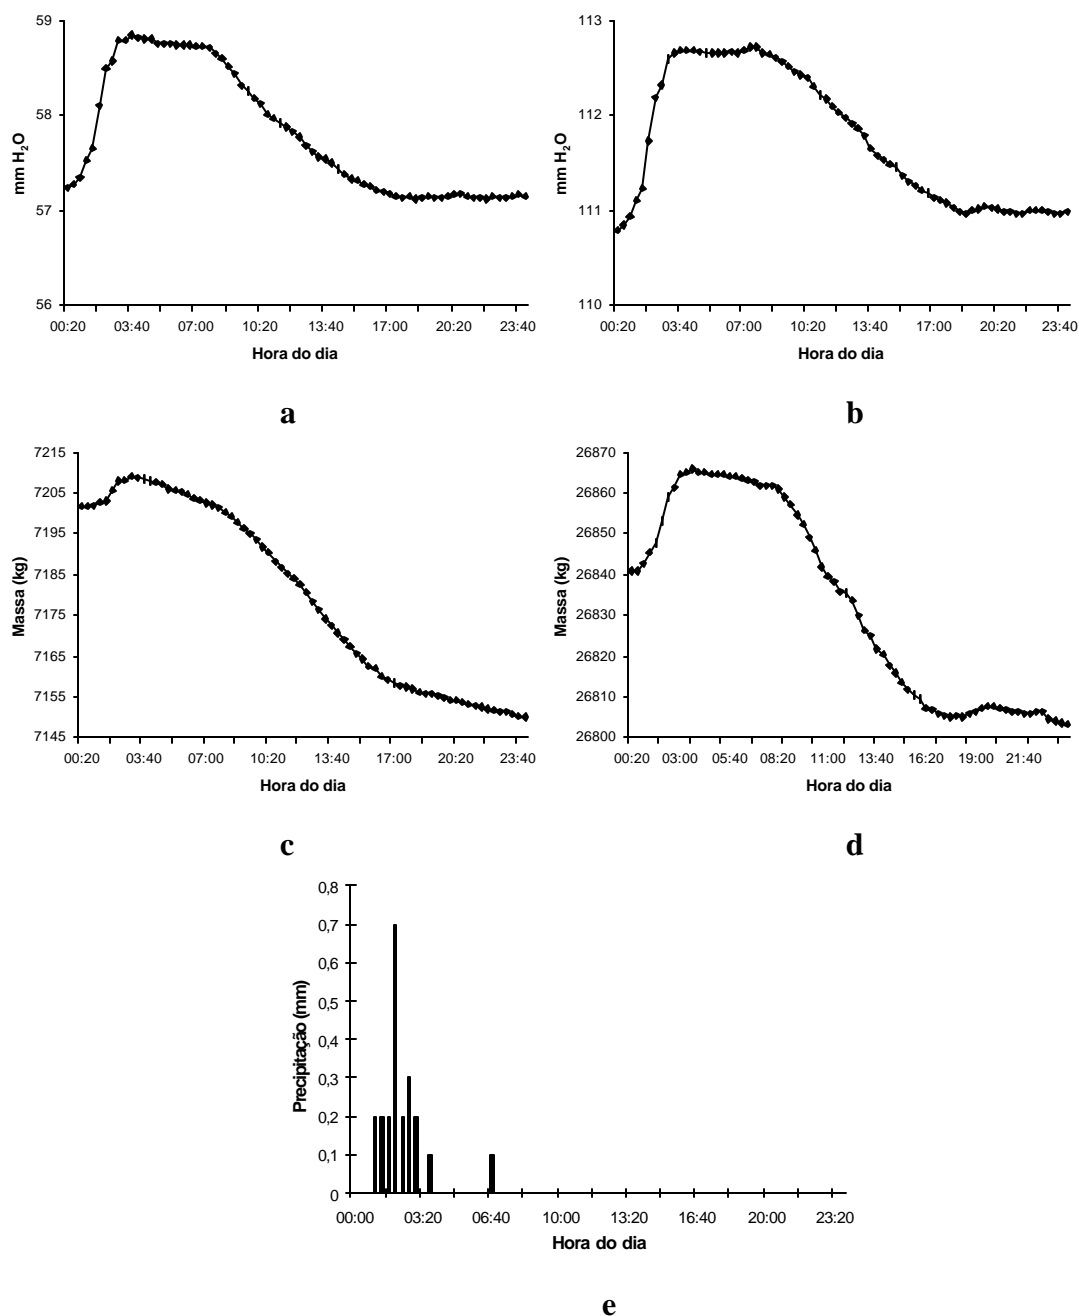 59
58
57
56
mm H₂O
00:20 03:40 07:00 10:20 13:40 17:00 20:20 23:40
Hora do dia
a
113
112
111
110
mm H₂O
00:20 03:40 07:00 10:20 13:40 17:00 20:20 23:40
Hora do dia
b
7215
7205
7195
7185
7175
7165
7155
7145
Massa (kg)
00:20 03:40 07:00 10:20 13:40 17:00 20:20 23:40
Hora do dia
c
26870
26860
26850
26840
26830
26820
26810
26800
Massa (kg)
00:20 03:00 05:40 08:20 11:00 13:40 16:20 19:00 21:40
Hora do dia
d
0,8
0,7
0,6
0,5
0,4
0,3
0,2
0,1
0
Precipitação (mm)
00:00 03:20 06:40 10:00 13:20 16:40 20:00 23:20
Hora do dia
e